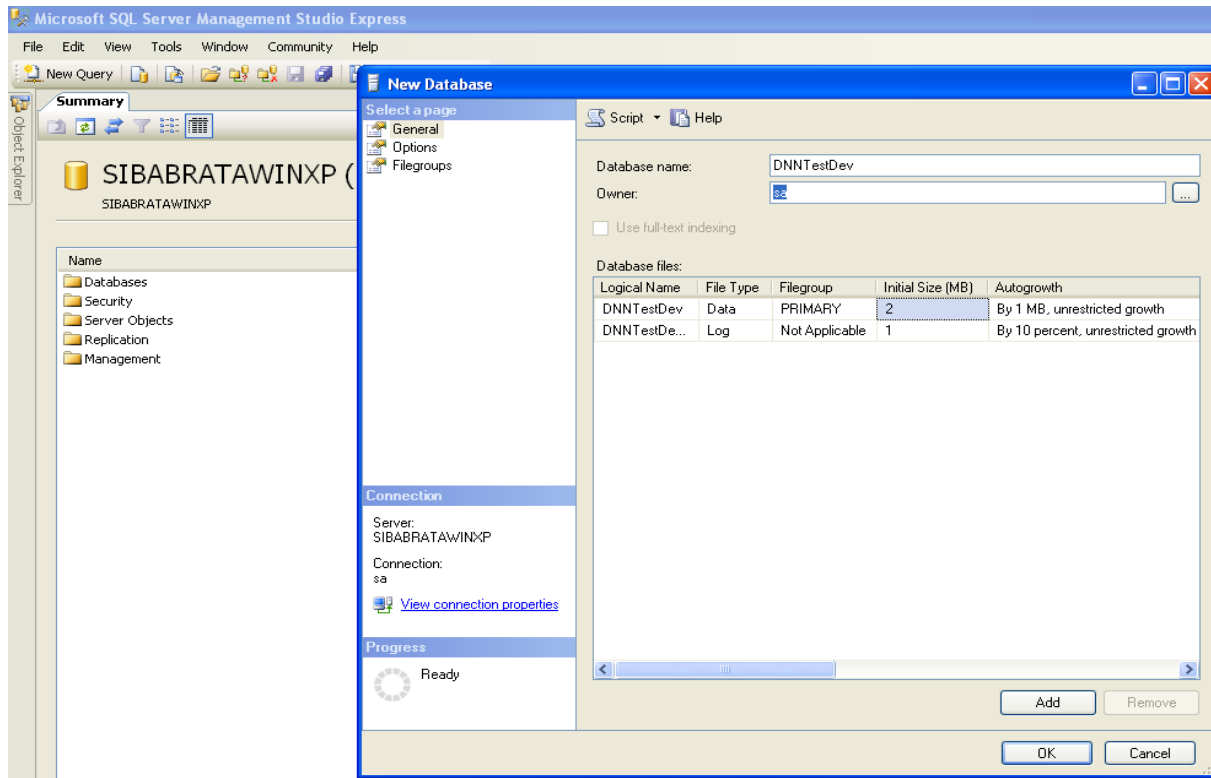 Microsoft SQL Server Management Studio Express
File Edit View Tools Window Community Help
New Query
Object Explorer
Summary
SIBABRATAWINXP (
SIBABRATAWINXP
Name
Databases
Security
Server Objects
Replication
Management
New Database
Select a page
General
Options
Filegroups
Connection
Server:
SIBABRATAWINXP
Connection:
sa
View connection properties
Progress
Ready
Script Help
Database name: DNNTestDev
Owner: sa ...
Use full-text indexing
Database files:
Logical Name File Type Filegroup Initial Size (MB) Autogrowth
DNNTestDev Data PRIMARY 2 By 1 MB, unrestricted growth
DNNTestDe... Log Not Applicable 1 By 10 percent, unrestricted growth
Add Remove
OK Cancel